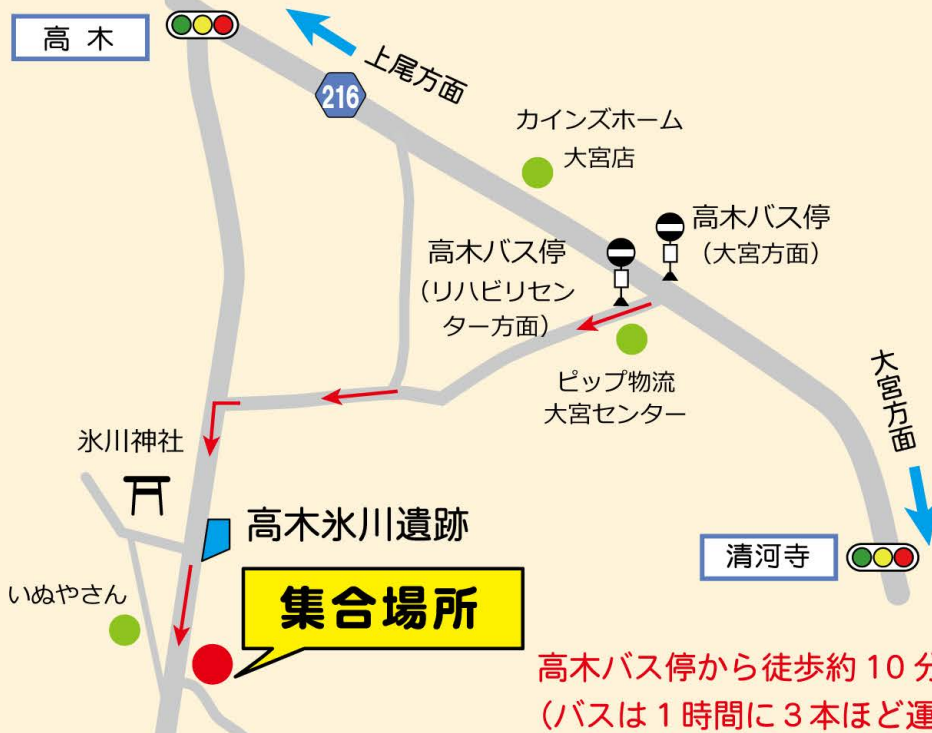 高木
上尾方面
216
カインズホーム
大宮店
高木バス停
（大宮方面）
高木バス停
（リハビリセン
ター方面）
ピップ物流
大宮センター
大宮方面
氷川神社
高木氷川遺跡
清河寺
いぬやさん
集合場所
高木バス停から徒歩約 10 分
（バスは 1 時間に 3 本ほど運